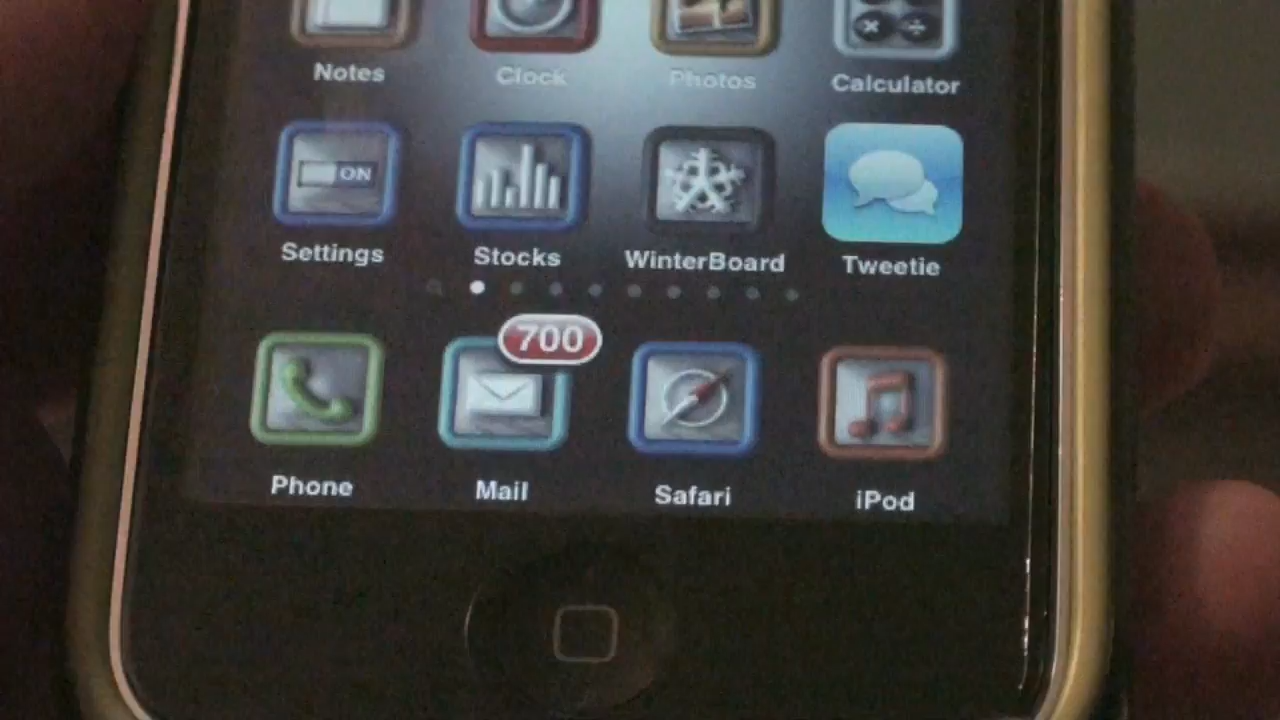 Notes Clock Photos Calculator
ON
Settings Stocks WinterBoard Tweetie
700
Phone Mail Safari iPod